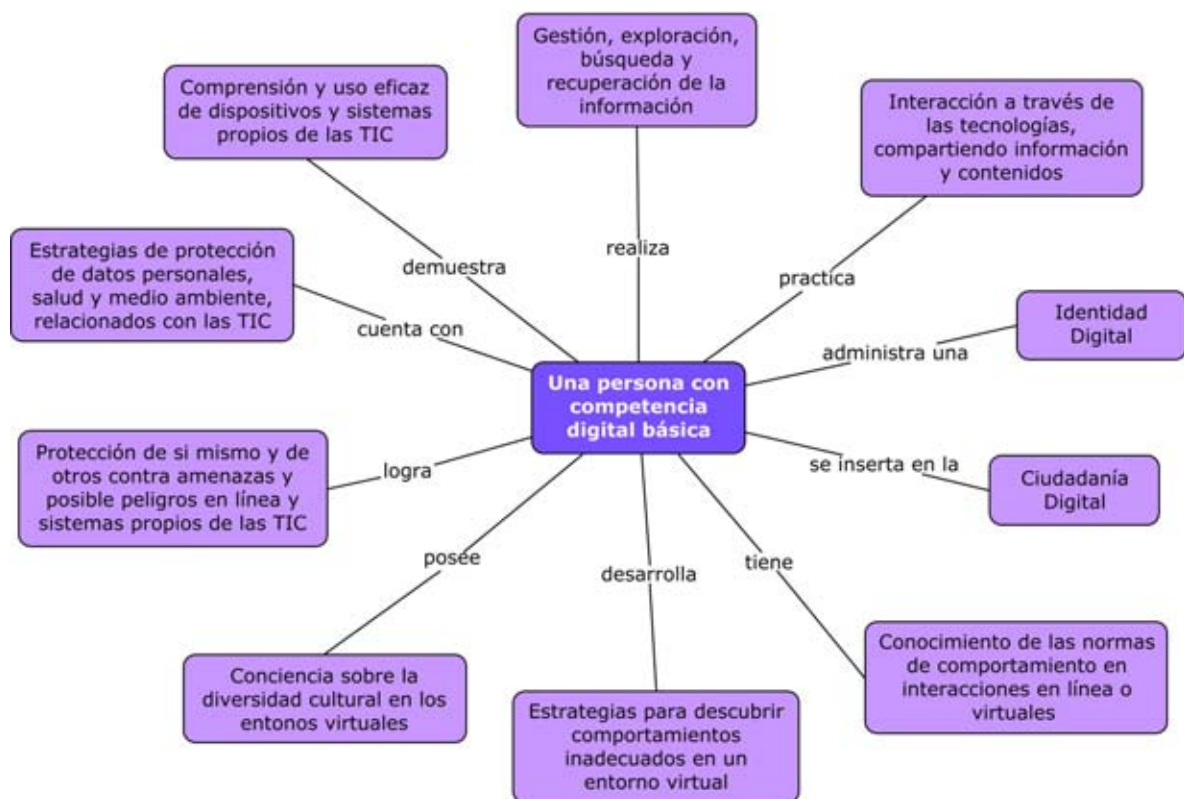 Gestión, exploración,
búsqueda y
recuperación de la
información
Comprensión y uso eficaz
de dispositivos y sistemas
propios de las TIC
Interacción a través de
las tecnologías,
compartiendo información
y contenidos
Estrategias de protección
de datos personales,
salud y medio ambiente,
relacionados con las TIC
demuestra
realiza
practica
cuenta con
administra una
Identidad
Digital
Una persona con
competencia
digital básica
Protección de si mismo y de
otros contra amenazas y
posible peligros en línea y
sistemas propios de las TIC
logra
se inserta en la
Ciudadanía
Digital
posee
desarrolla
tiene
Conciencia sobre la
diversidad cultural en los
entonos virtuales
Estrategias para descubrir
comportamientos
inadecuados en un
entorno virtual
Conocimiento de las normas
de comportamiento en
interacciones en línea o
virtuales